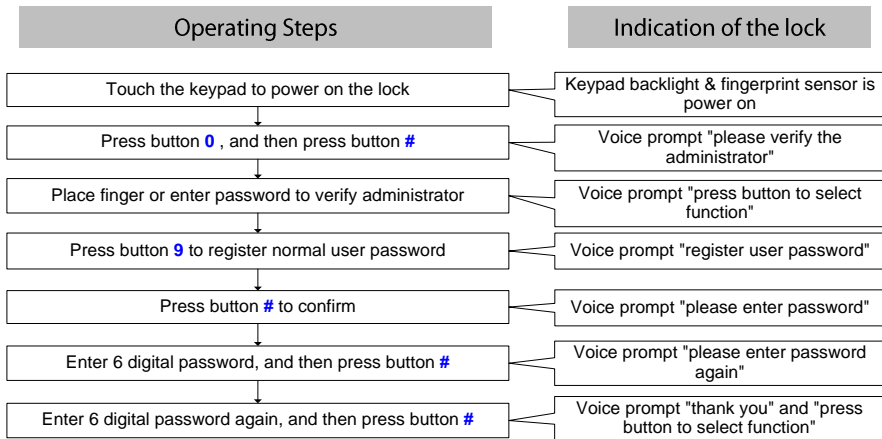 Operating Steps
Indication of the lock
Touch the keypad to power on the lock
Keypad backlight & fingerprint sensor is
power on
Press button 0 , and then press button #
Voice prompt "please verify the
administrator"
Place finger or enter password to verify administrator
Voice prompt "press button to select
function"
Press button 9 to register normal user password
Voice prompt "register user password"
Press button # to confirm
Voice prompt "please enter password"
Enter 6 digital password, and then press button #
Voice prompt "please enter password
again"
Enter 6 digital password again, and then press button #
Voice prompt "thank you" and "press
button to select function"